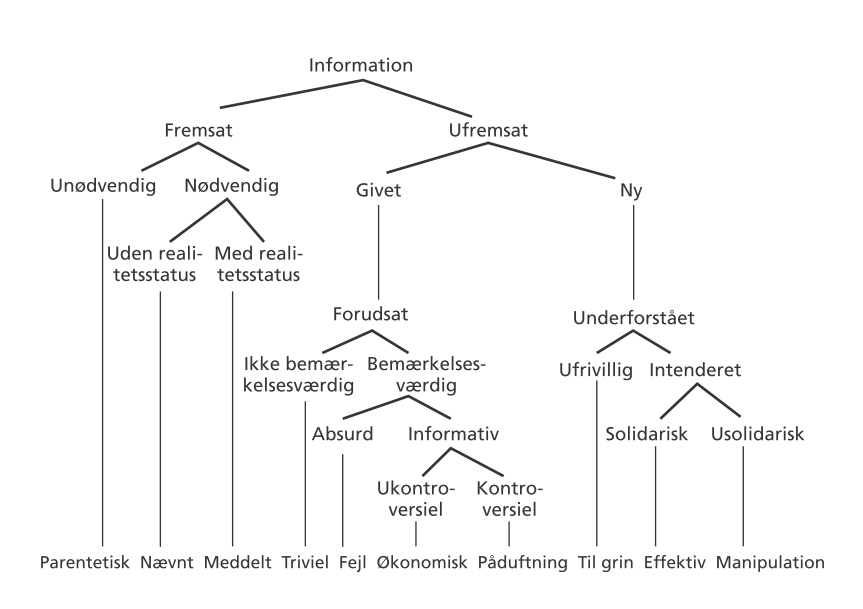 Information
Fremsat
Ufremsat
Unødvendig
Nødvendig
Givet
Ny
Uden reali-
tetsstatus
Med reali-
tetsstatus
Forudsat
Underforstået
Ikke bemær-
kelsesværdig
Bemærkelses-
værdig
Ufrivillig
Intenderet
Absurd
Informativ
Solidarisk
Usolidarisk
Ukontro-
versiel
Kontro-
versiel
Parentetisk
Nævnt
Meddelt
Triviel
Fejl
Økonomisk
Påduftning
Til grin
Effektiv
Manipulation